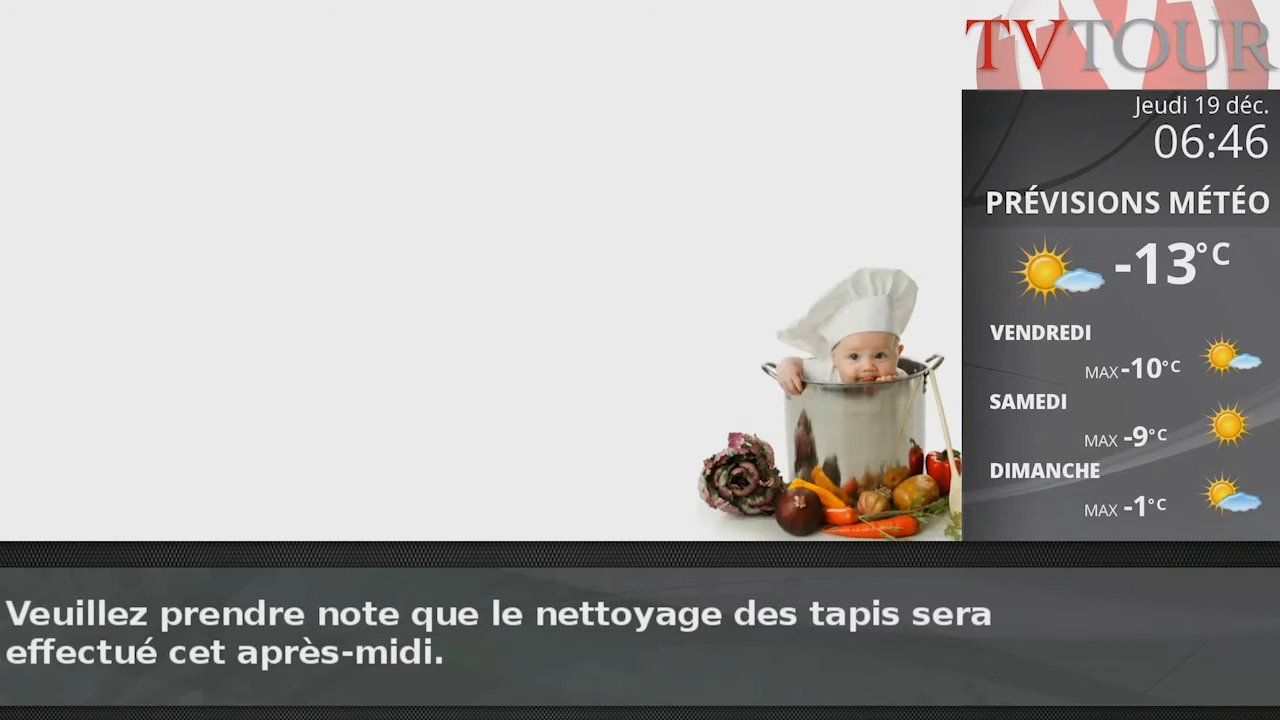 TVTOUR
Jeudi 19 déc.
06:46
PRÉVISIONS MÉTÉO
-13°C
VENDREDI
MAX -10°C
SAMEDI
MAX -9°C
DIMANCHE
MAX -1°C
Veuillez prendre note que le nettoyage des tapis sera
effectué cet après-midi.